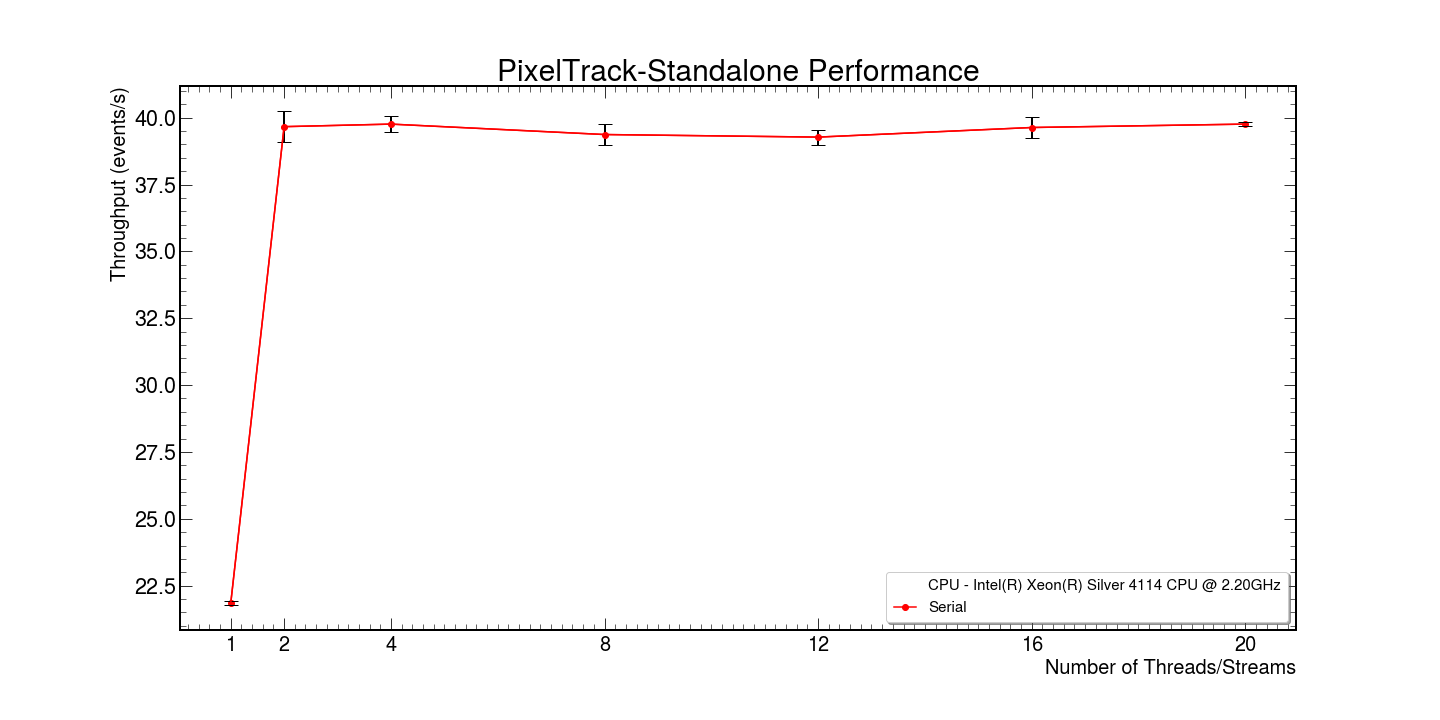 PixelTrack-Standalone Performance
Throughput (events/s)
40.0
37.5
35.0
32.5
30.0
27.5
25.0
22.5
CPU - Intel(R) Xeon(R) Silver 4114 CPU @ 2.20GHz
Serial
1 2 4 8 12 16 20
Number of Threads/Streams